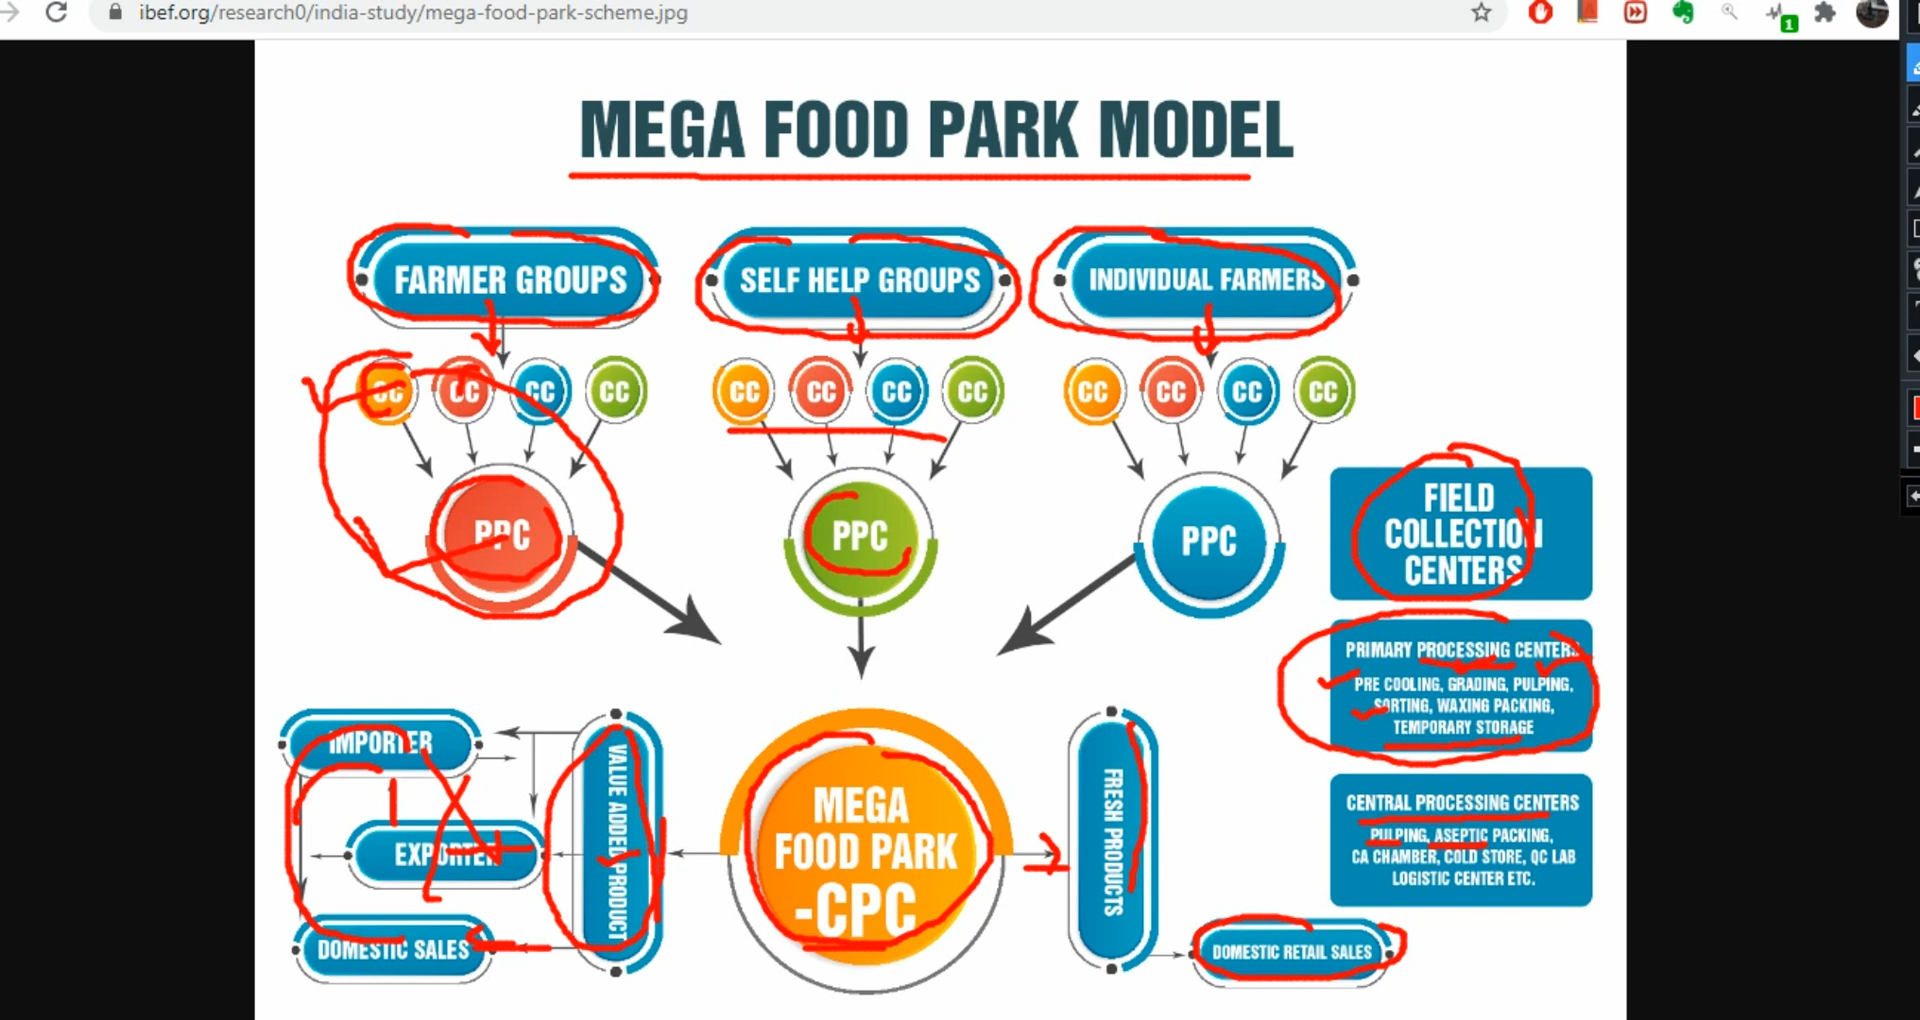 ibef.org/research0/india-study/mega-food-park-scheme.jpg
1
MEGA FOOD PARK MODEL
FARMER GROUPS
SELF HELP GROUPS
INDIVIDUAL FARMERS
CC CC CC CC
CC CC CC CC
CC CC CC CC
PPC
PPC
PPC
FIELD
COLLECTION
CENTERS
PRIMARY PROCESSING CENTERS
PRE COOLING, GRADING, PULPING,
SORTING, WAXING PACKING,
TEMPORARY STORAGE
CENTRAL PROCESSING CENTERS
PULPING, ASEPTIC PACKING,
CA CHAMBER, COLD STORE, QC LAB
LOGISTIC CENTER ETC.
IMPORTER
EXPORTER
DOMESTIC SALES
VALUE ADDED PRODUCT
MEGA
FOOD PARK
-CPC
FRESH PRODUCTS
DOMESTIC RETAIL SALES